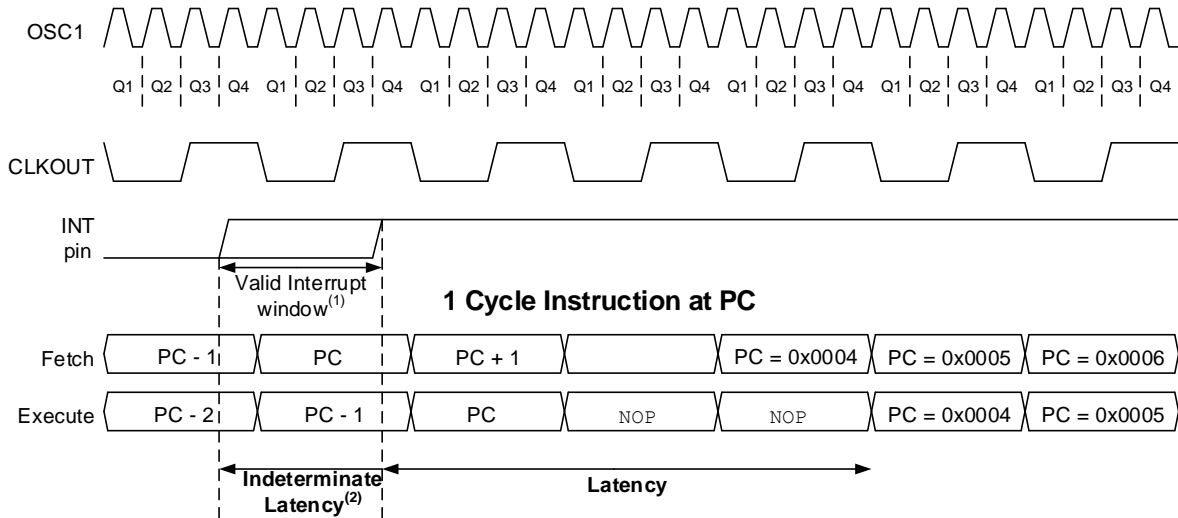 OSC1
Q1 Q2 Q3 Q4 Q1 Q2 Q3 Q4 Q1 Q2 Q3 Q4 Q1 Q2 Q3 Q4 Q1 Q2 Q3 Q4 Q1 Q2 Q3 Q4 Q1 Q2 Q3 Q4
CLKOUT
INT
pin
Valid Interrupt
window(1)
1 Cycle Instruction at PC
Fetch PC - 1 PC PC + 1 PC = 0x0004 PC = 0x0005 PC = 0x0006
Execute PC - 2 PC - 1 PC NOP NOP PC = 0x0004 PC = 0x0005
Indeterminate
Latency(2)
Latency